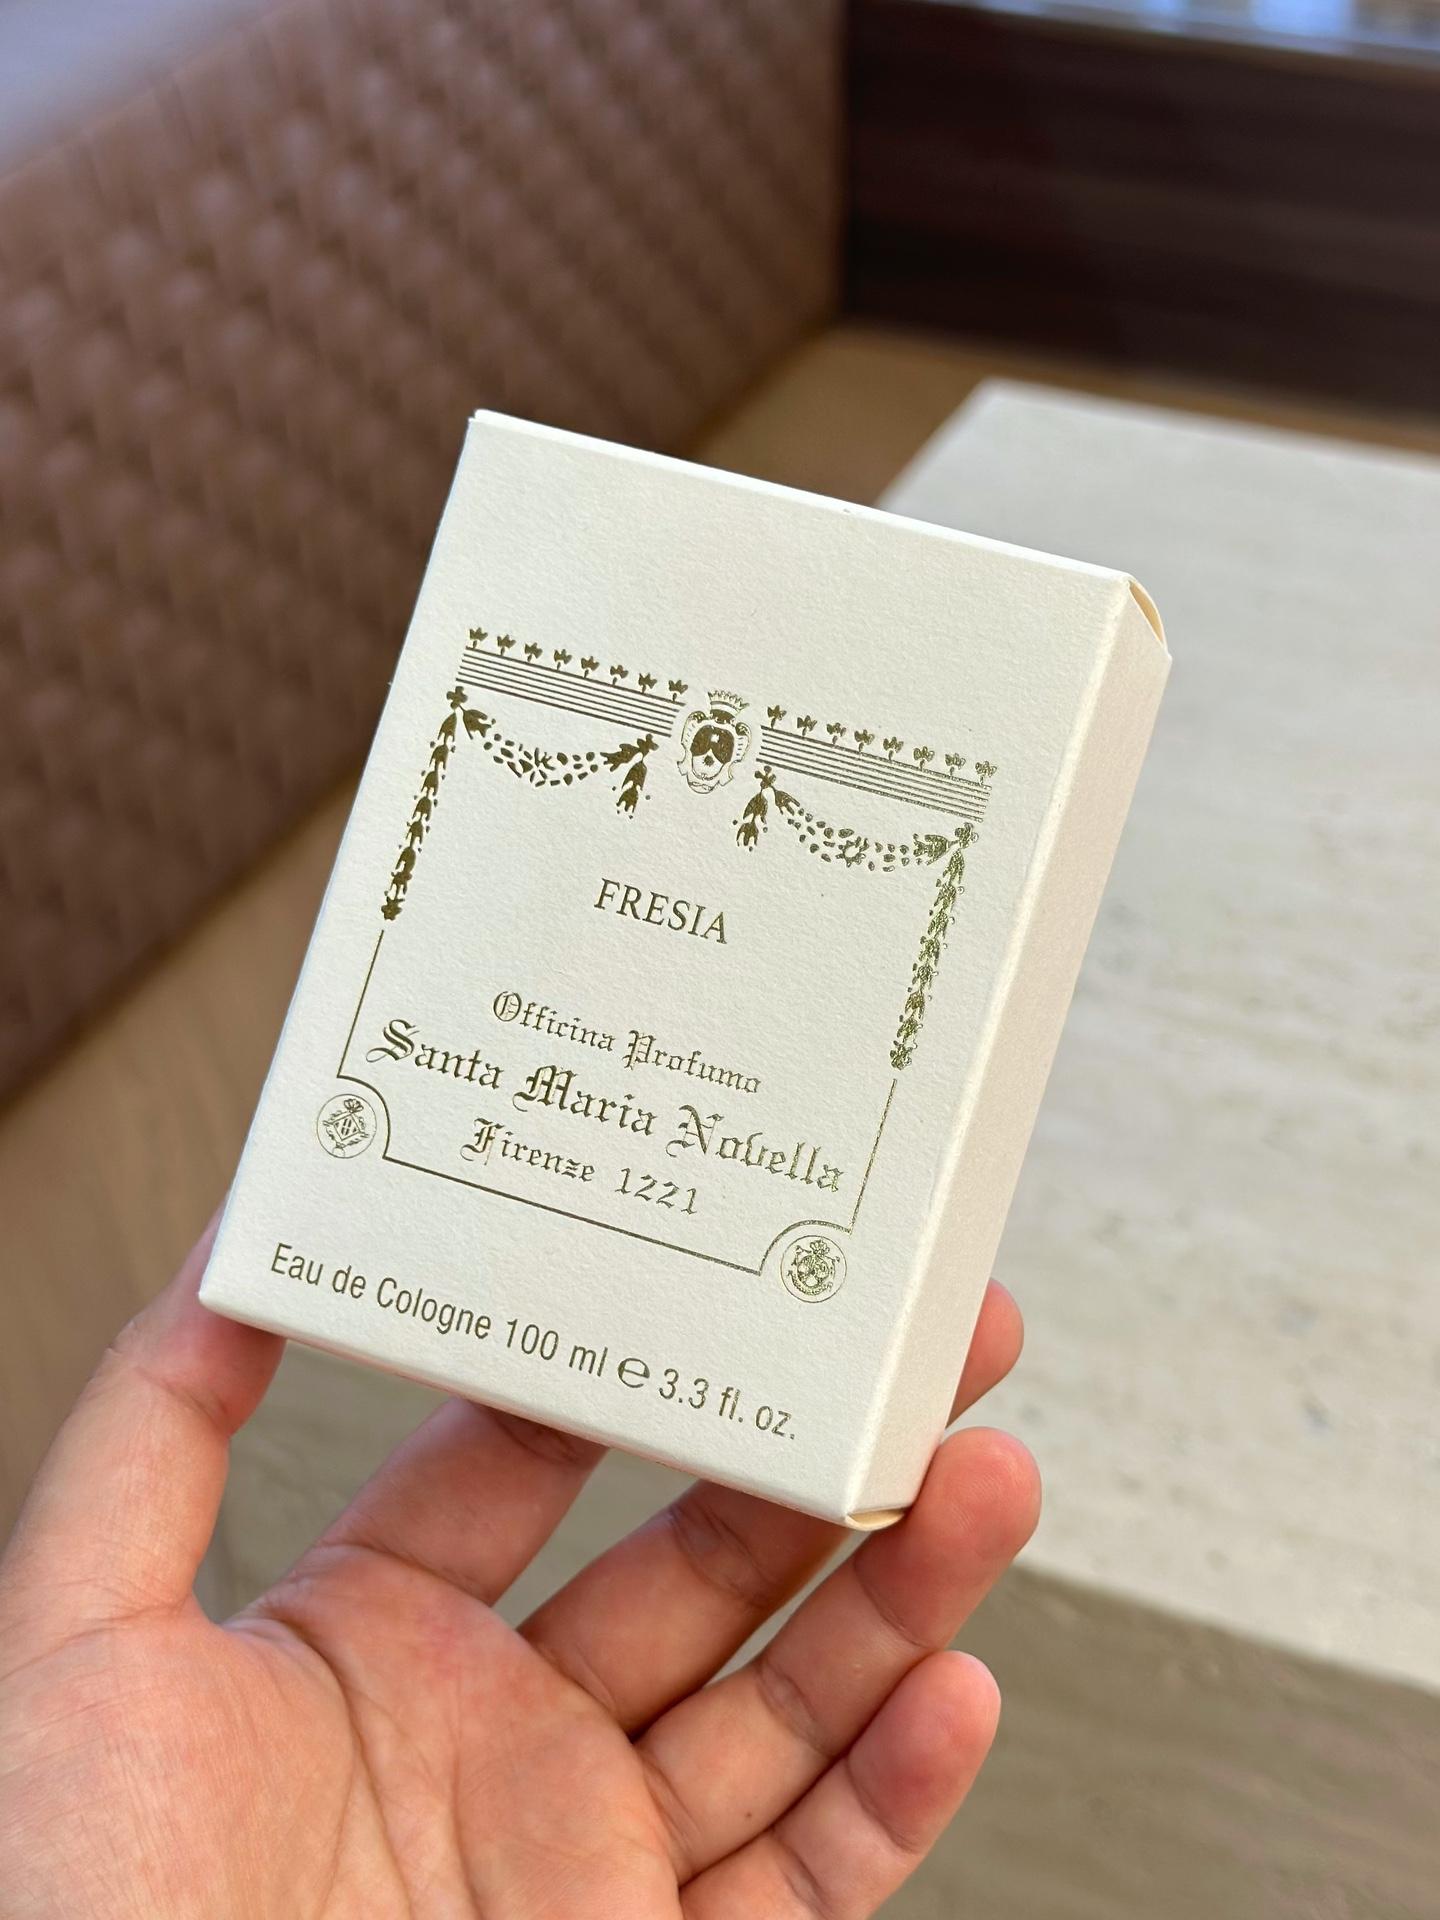 FRESIA
Officina Profumo
Santa Maria Novella
Firenze 1221
Eau de Cologne 100 ml ℮ 3.3 fl. oz.